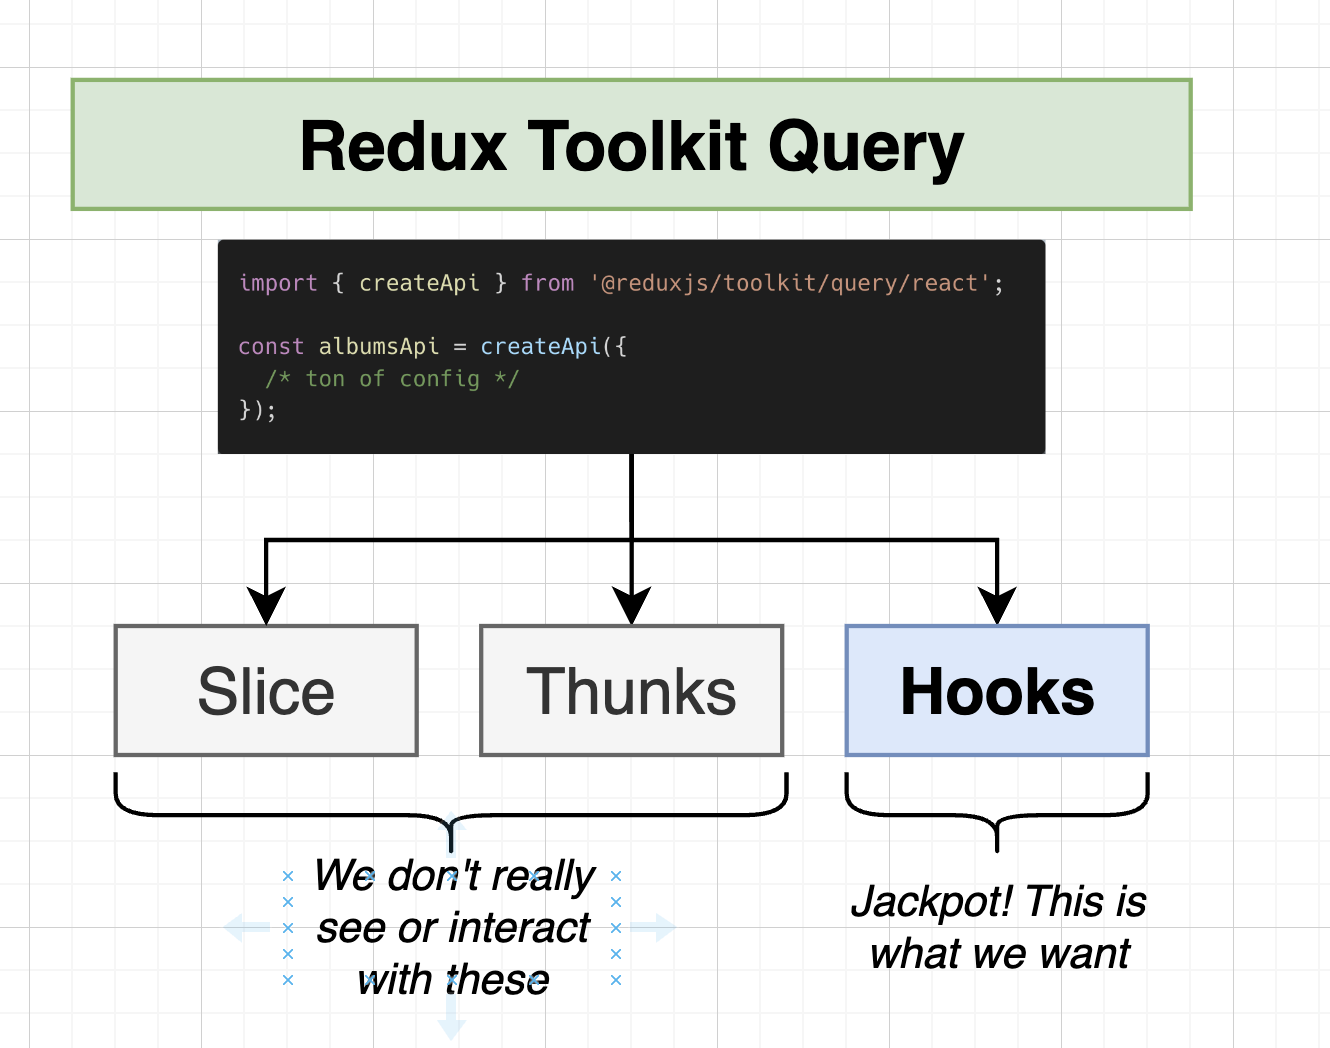 Redux Toolkit Query
import { createApi } from '@reduxjs/toolkit/query/react';
const albumsApi = createApi({
/* ton of config */
});
Slice
Thunks
Hooks
We don't really
see or interact
with these
Jackpot! This is
what we want